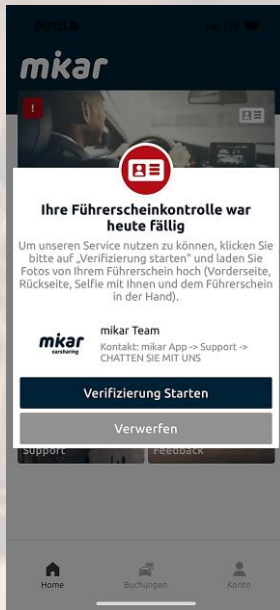 09:01
mikar
!
Ihre Führerscheinkontrolle war
heute fällig
Um unseren Service nutzen zu können, klicken Sie
bitte auf „Verifizierung starten“ und laden Sie
Fotos von Ihrem Führerschein hoch (Vorderseite,
Rückseite, Selfie mit Ihnen und dem Führerschein
in der Hand).
mikar
carsharing
mikar Team
Kontakt: mikar App -> Support ->
CHATTEN SIE MIT UNS
Verifizierung Starten
Verwerfen
Support
Feedback
Home
Buchungen
Konto